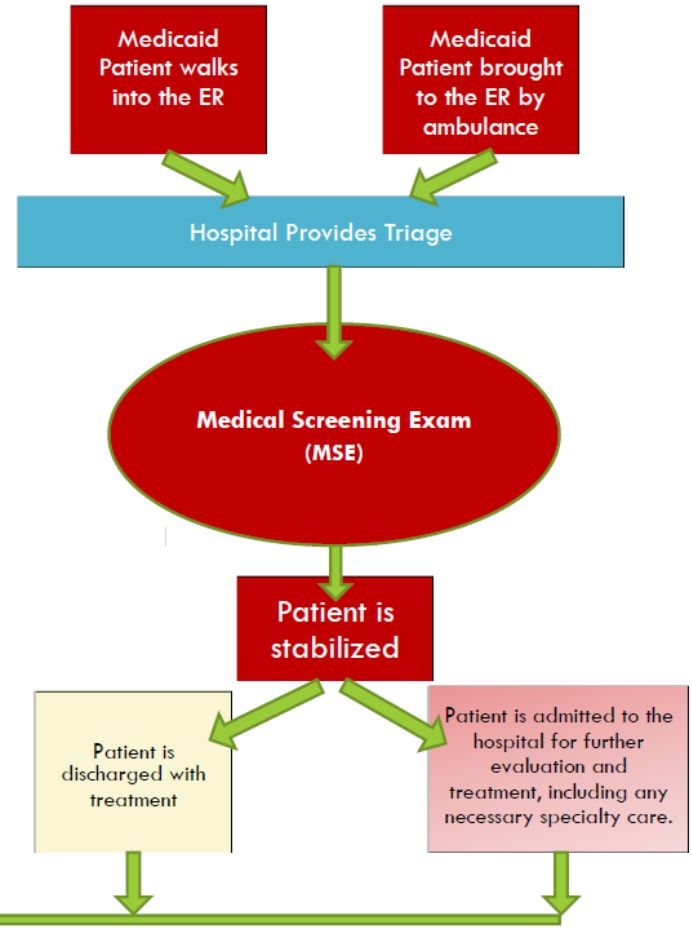 Medicaid
Patient walks
into the ER
Medicaid
Patient brought
to the ER by
ambulance
Hospital Provides Triage
Medical Screening Exam
(MSE)
Patient is
stabilized
Patient is
discharged with
treatment
Patient is admitted to the
hospital for further
evaluation and
treatment, including any
necessary specialty care.